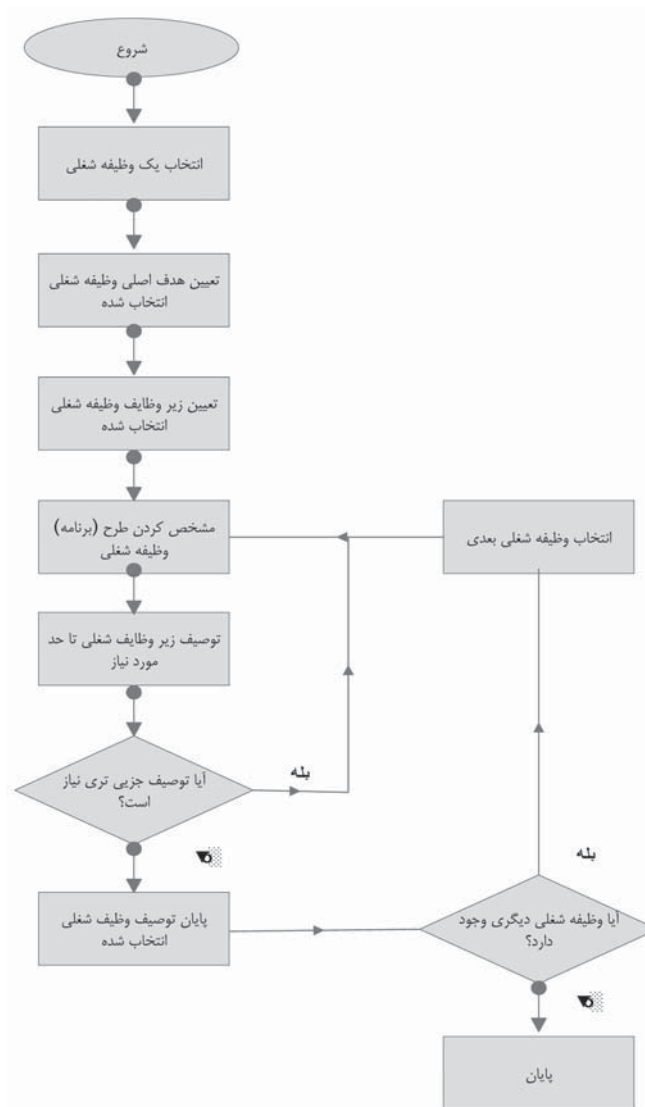 شروع
انتخاب یک وظیفه شغلی
تعیین هدف اصلی وظیفه شغلی
انتخاب شده
تعیین زیر وظایف وظیفه شغلی
انتخاب شده
مشخص کردن طرح (برنامه)
وظیفه شغلی
انتخاب وظیفه شغلی بعدی
توصیف زیر وظایف شغلی تا حد
مورد نیاز
آیا توصیف جزیی تری نیاز
است؟
بله
بله
پایان توصیف وظیف شغلی
انتخاب شده
آیا وظیفه شغلی دیگری وجود
دارد؟
پایان